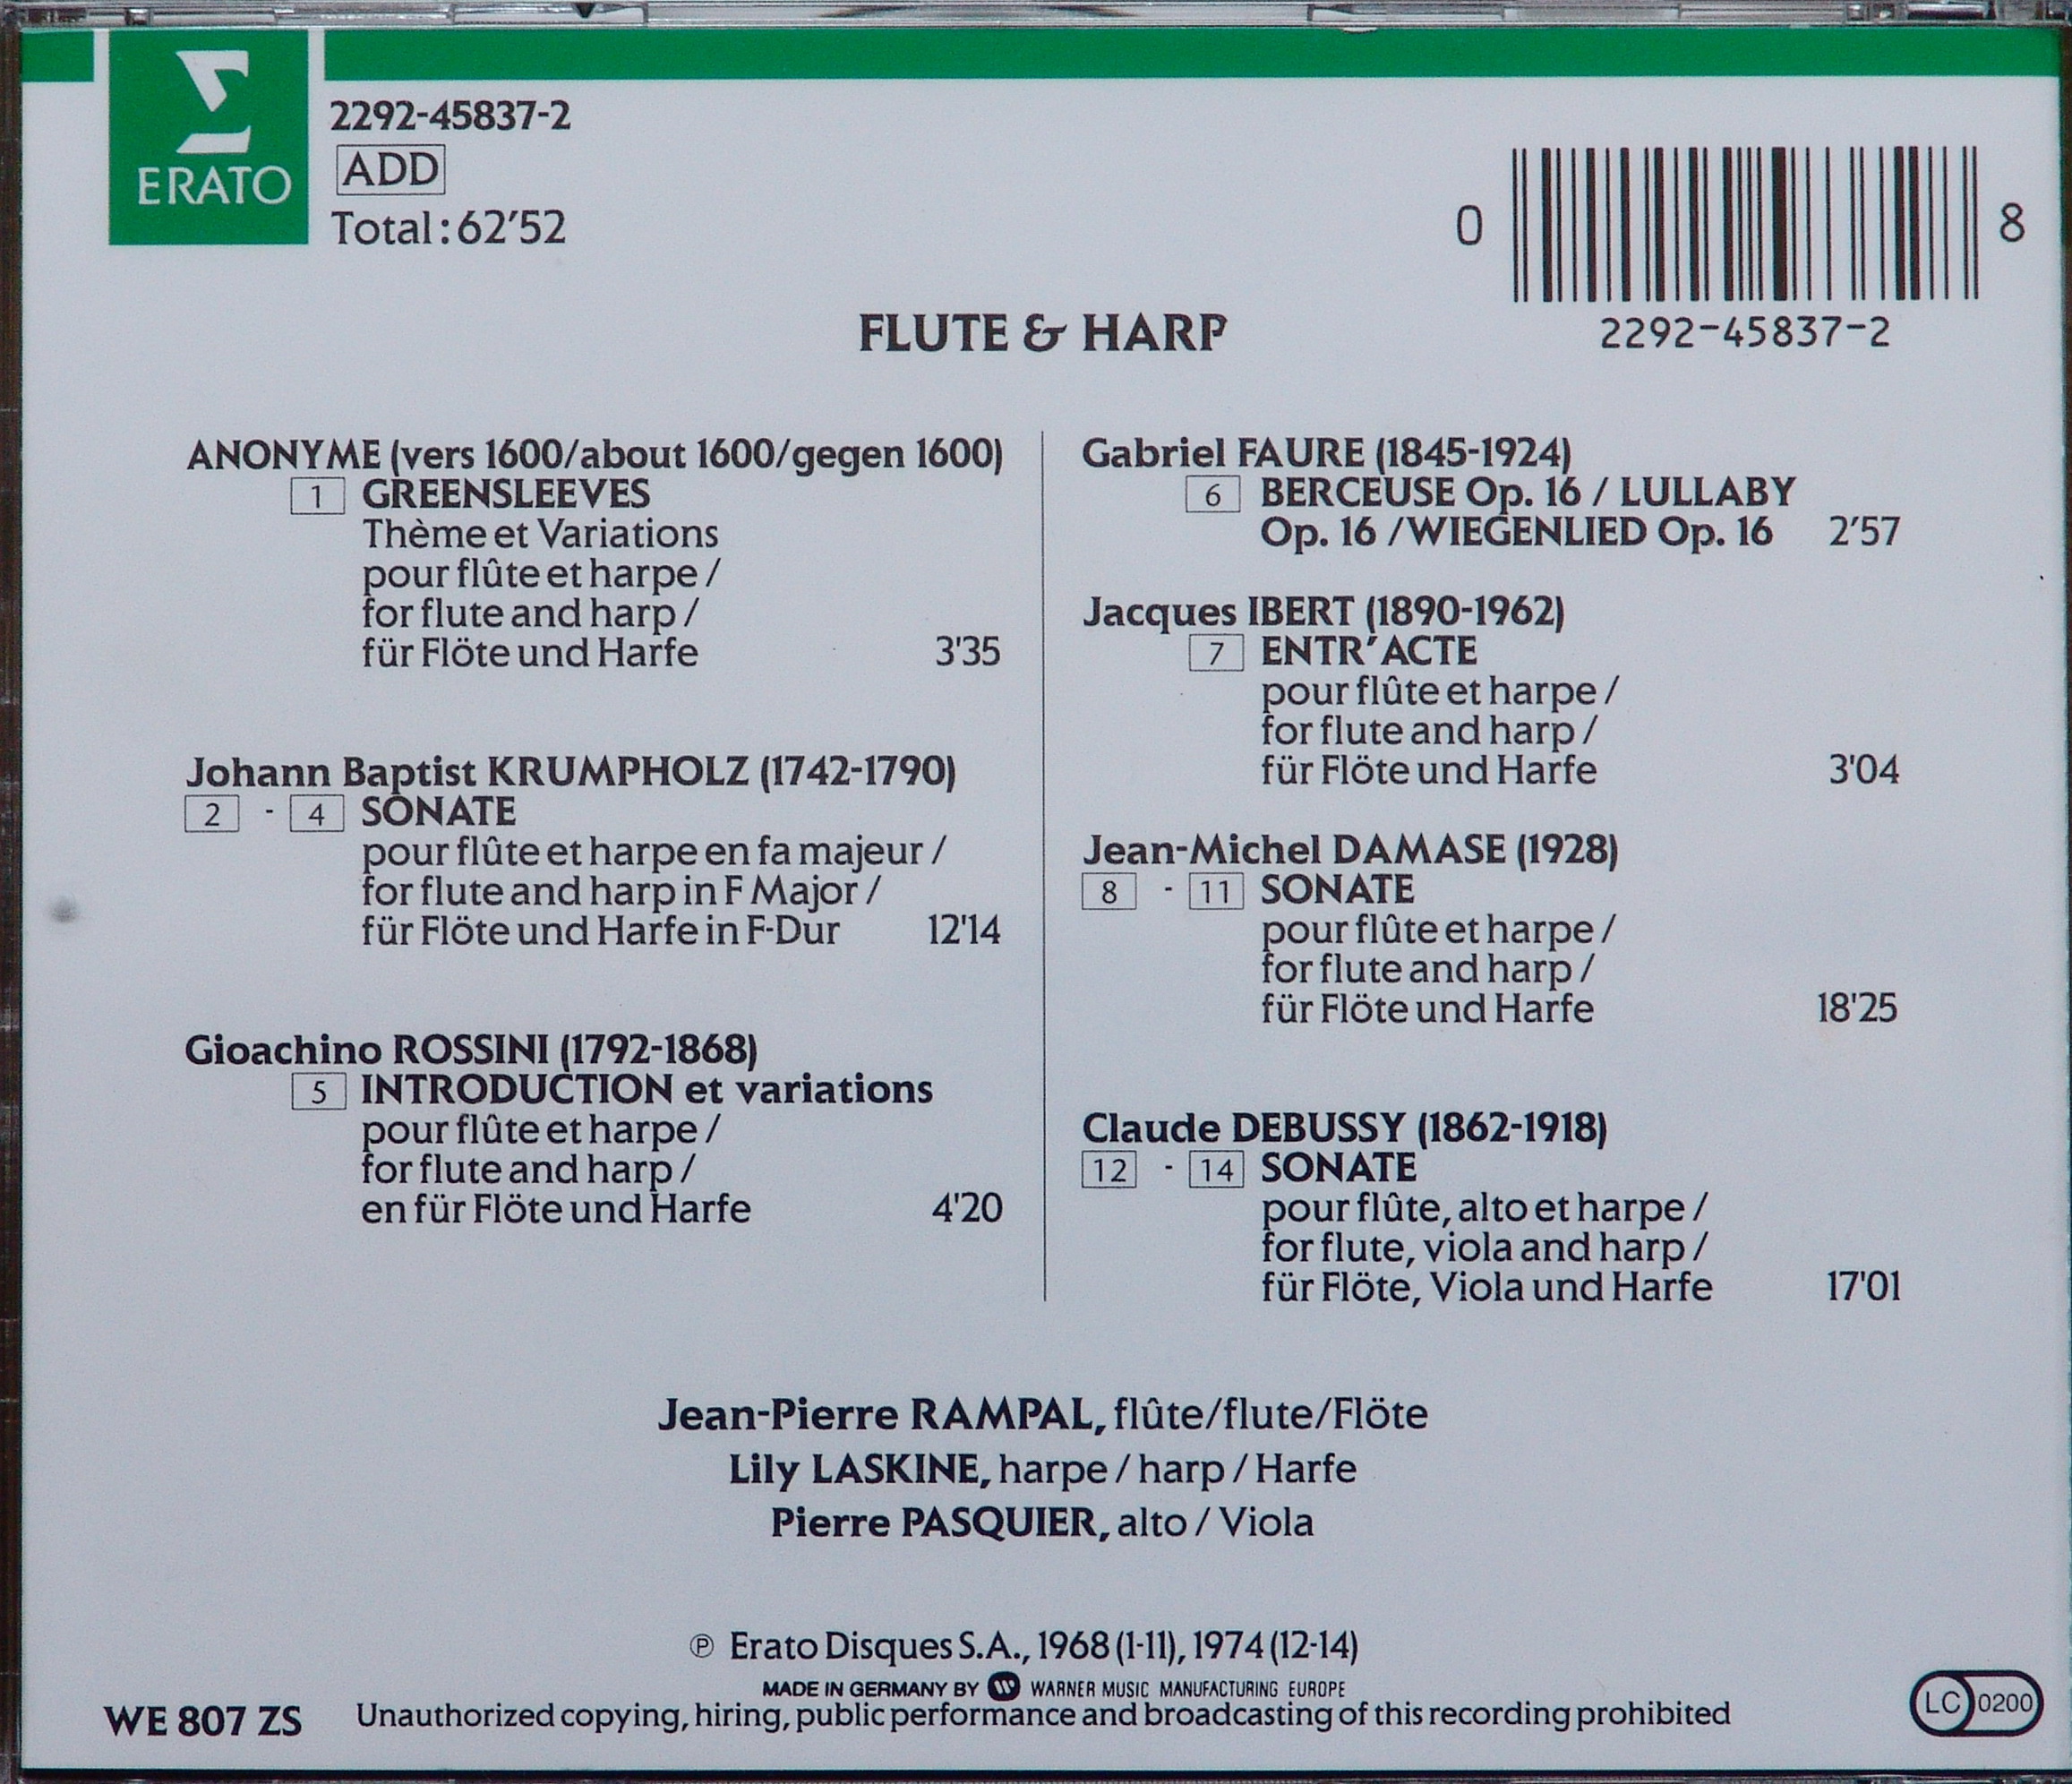 ERATO
2292-45837-2
ADD
Total: 62'52
0 8
2292-45837-2
FLUTE & HARP
ANONYME (vers 1600/about 1600/gegen 1600)
1 GREENSLEEVES
Thème et Variations
pour flûte et harpe /
for flute and harp /
für Flöte und Harfe 3'35
Johann Baptist KRUMPHOLZ (1742-1790)
2 - 4 SONATE
pour flûte et harpe en fa majeur /
for flute and harp in F Major /
für Flöte und Harfe in F-Dur 12'14
Gioachino ROSSINI (1792-1868)
5 INTRODUCTION et variations
pour flûte et harpe /
for flute and harp /
en für Flöte und Harfe 4'20
Gabriel FAURE (1845-1924)
6 BERCEUSE Op. 16 / LULLABY
Op. 16 /WIEGENLIED Op. 16 2'57
Jacques IBERT (1890-1962)
7 ENTR'ACTE
pour flûte et harpe /
for flute and harp /
für Flöte und Harfe 3'04
Jean-Michel DAMASE (1928)
8 - 11 SONATE
pour flûte et harpe /
for flute and harp /
für Flöte und Harfe 18'25
Claude DEBUSSY (1862-1918)
12 - 14 SONATE
pour flûte, alto et harpe /
for flute, viola and harp /
für Flöte, Viola und Harfe 17'01
Jean-Pierre RAMPAL, flûte/flute/Flöte
Lily LASKINE, harpe / harp / Harfe
Pierre PASQUIER, alto / Viola
℗ Erato Disques S.A., 1968 (1-11), 1974 (12-14)
MADE IN GERMANY BY W WARNER MUSIC MANUFACTURING EUROPE
WE 807 ZS Unauthorized copying, hiring, public performance and broadcasting of this recording prohibited
LC 0200